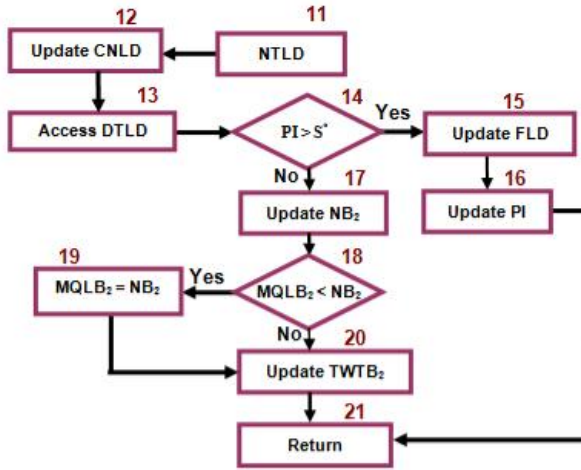 12
11
Update CNLD
NTLD
13
14
Yes
15
Access DTLD
PI > S*
Update FLD
No
17
16
Update NB₂
Update PI
19
18
Yes
MQLB₂ = NB₂
MQLB₂ < NB₂
No
20
Update TWTB₂
21
Return